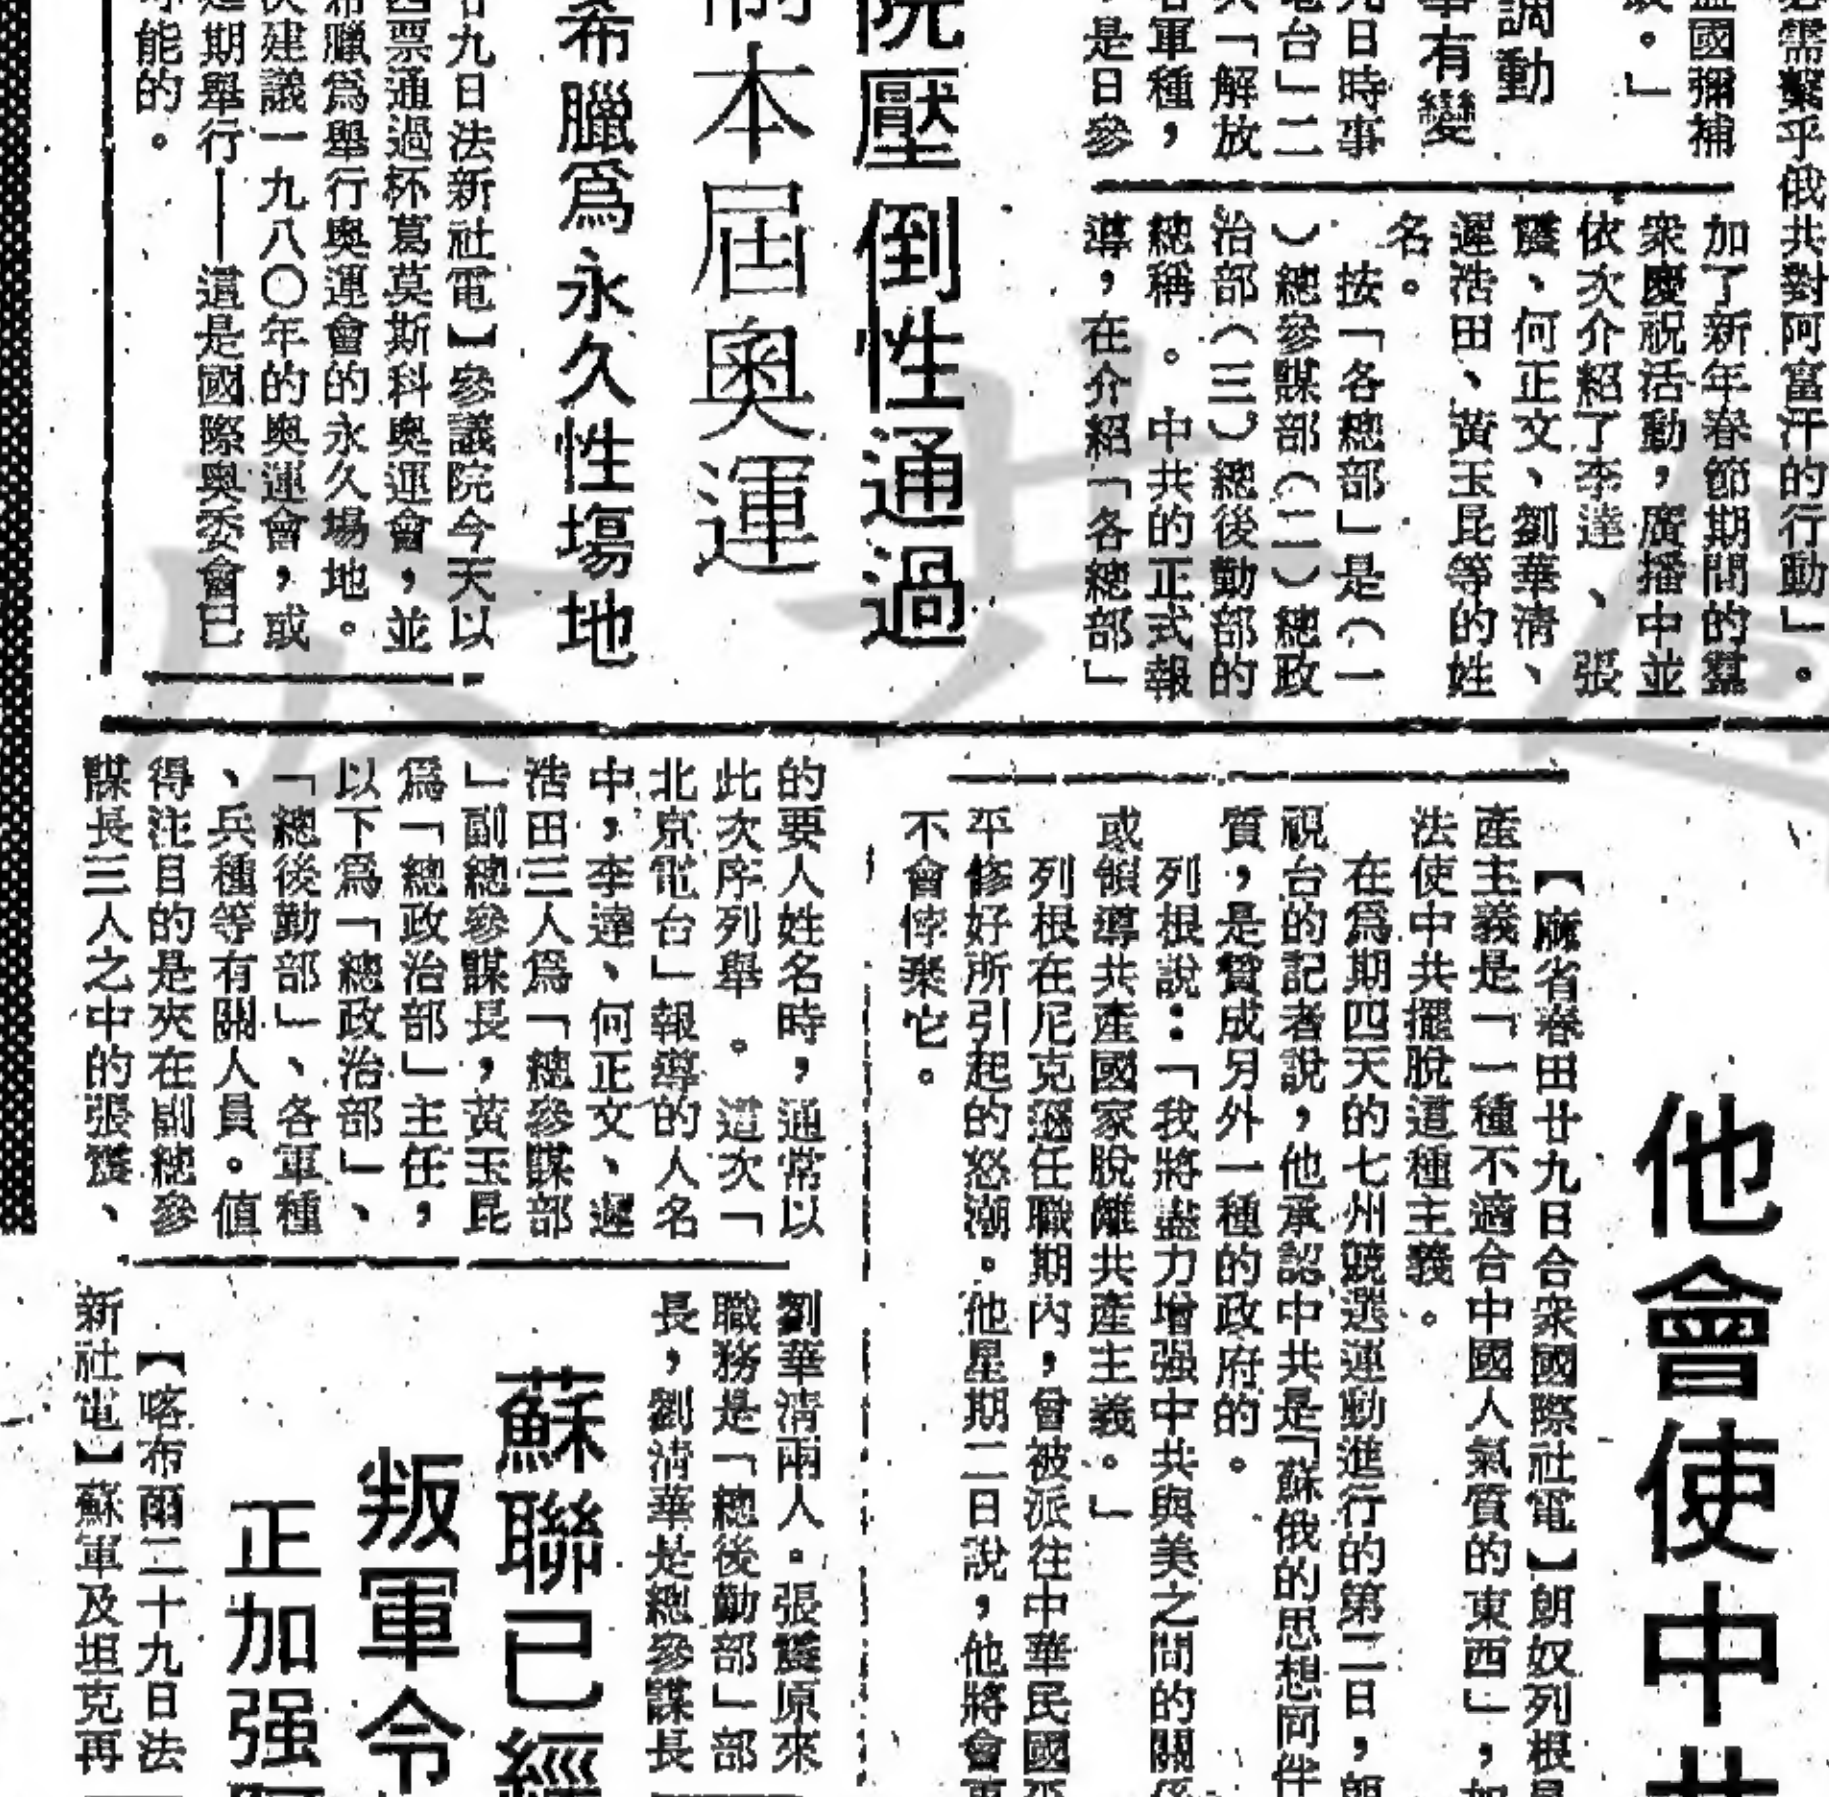 必需繫乎俄共對阿富汗的行動」。
盟國彌補
。」
調動
事有變
九日時事
地台」二
「解放
各軍種，
，是日參
加了新年春節期間的羣
衆慶祝活動，廣播中並
依次介紹了李達、張
震、何正文、劉華清、
遲浩田、黃玉昆等的姓
名。
按「各總部」是（一
）總參謀部（二）總政
治部（三）總後勤部的
總稱。中共的正式報
導，在介紹「各總部」
院壓倒性通過
制本屆奧運
希臘爲永久性塲地
廿九日法新社電】參議院今天以
票通過杯葛莫斯科奧運會，並
希臘爲舉行奧運會的永久場地。
次建議一九八〇年的奧運會，或
延期舉行——這是國際奧委會已
能的。
他會使中共
【麻省春田廿九日合衆國際社電】朗奴列根
產主義是「一種不適合中國人氣質的東西」，加
法使中共擺脫這種主義。
在爲期四天的七州競選運動進行的第二日，朗
視台的記者說，他承認中共是「蘇俄的思想同伴
質，是贊成另外一種的政府的。
列根說：「我將盡力增强中共與美之間的關係
或領導共產國家脫離共產主義。」
列根在尼克遜任職期內，曾被派往中華民國
平修好所引起的怒潮。他星期二日說，他將會
不會悖棄它。
的要人姓名時，通常以
此次序列舉。這次「
北京電台」報導的人名
中，李達、何正文、遲
浩田三人爲「總參謀部
」副總參謀長，黃玉昆
爲「總政治部」主任，
以下爲「總政治部」、
「總後勤部」、各軍種
、兵種等有關人員。值
得注目的是夾在副總參
謀長三人之中的張震、
劉華清兩人。張震原來
職務是「總後勤部」部
長，劉清華是總參謀長
蘇聯已經
叛軍令
正加强
【喀布爾二十九日法
新社電】蘇軍及坦克再